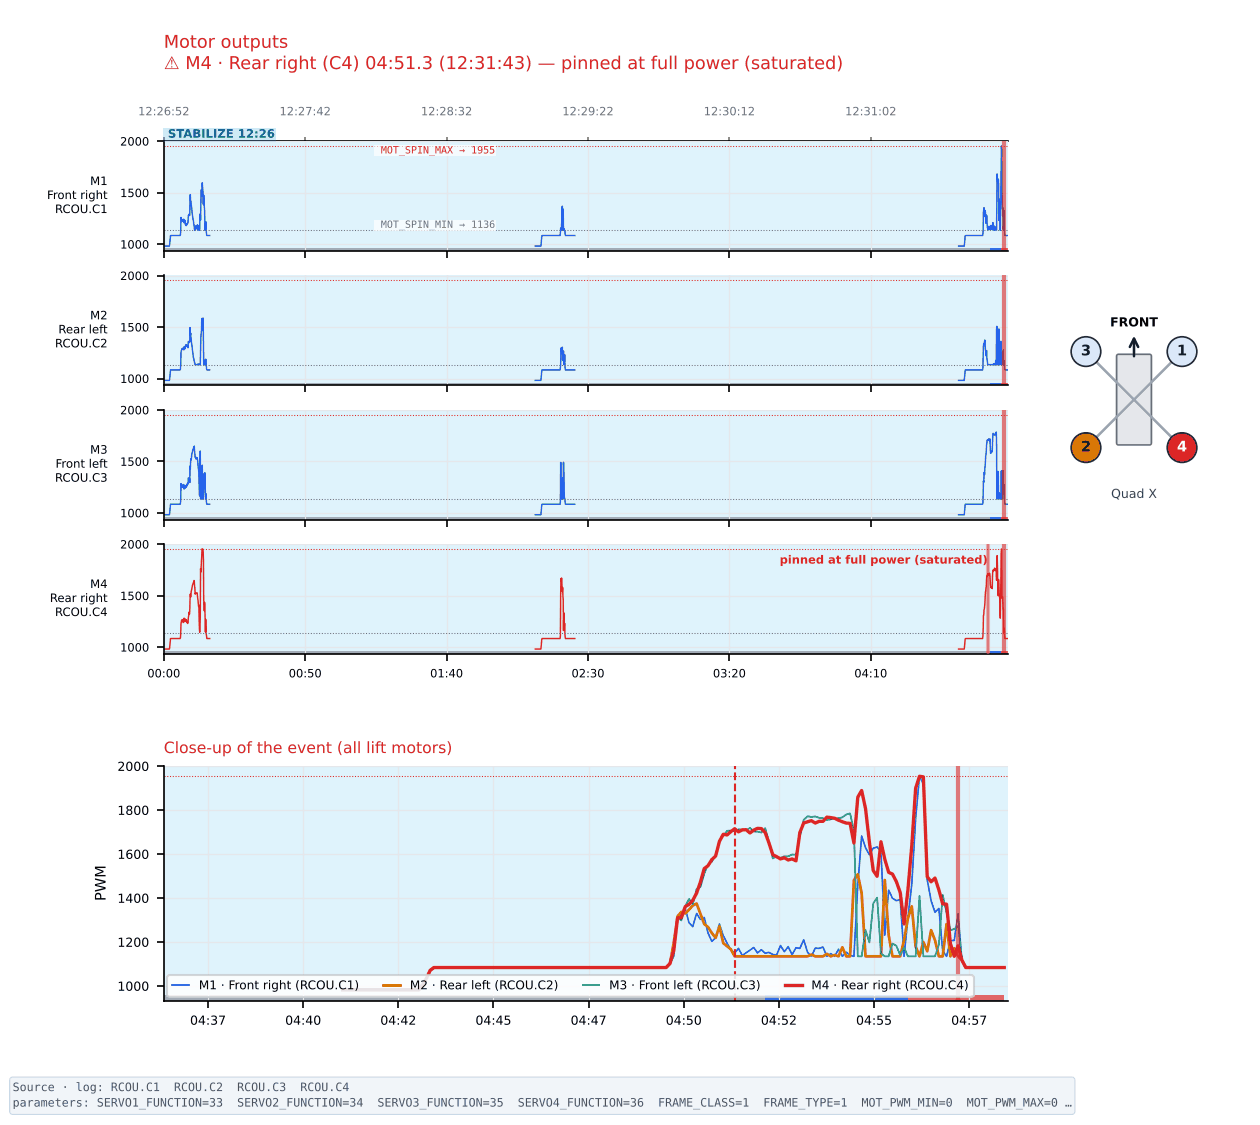 Motor outputs
⚠ M4 · Rear right (C4) 04:51.3 (12:31:43) — pinned at full power (saturated)
12:26:52 12:27:42 12:28:32 12:29:22 12:30:12 12:31:02
STABILIZE 12:26
2000
MOT_SPIN_MAX → 1955
M1
Front right
RCOU.C1
1500
MOT_SPIN_MIN → 1136
1000
2000
M2
Rear left
RCOU.C2
1500
1000
2000
M3
Front left
RCOU.C3
1500
1000
2000
pinned at full power (saturated)
M4
Rear right
RCOU.C4
1500
1000
00:00 00:50 01:40 02:30 03:20 04:10
FRONT
3 1
2 4
Quad X
Close-up of the event (all lift motors)
2000
1800
1600
1400
1200
1000
PWM
M1 · Front right (RCOU.C1) M2 · Rear left (RCOU.C2) M3 · Front left (RCOU.C3) M4 · Rear right (RCOU.C4)
04:37 04:40 04:42 04:45 04:47 04:50 04:52 04:55 04:57
Source · log: RCOU.C1 RCOU.C2 RCOU.C3 RCOU.C4
parameters: SERVO1_FUNCTION=33 SERVO2_FUNCTION=34 SERVO3_FUNCTION=35 SERVO4_FUNCTION=36 FRAME_CLASS=1 FRAME_TYPE=1 MOT_PWM_MIN=0 MOT_PWM_MAX=0 …